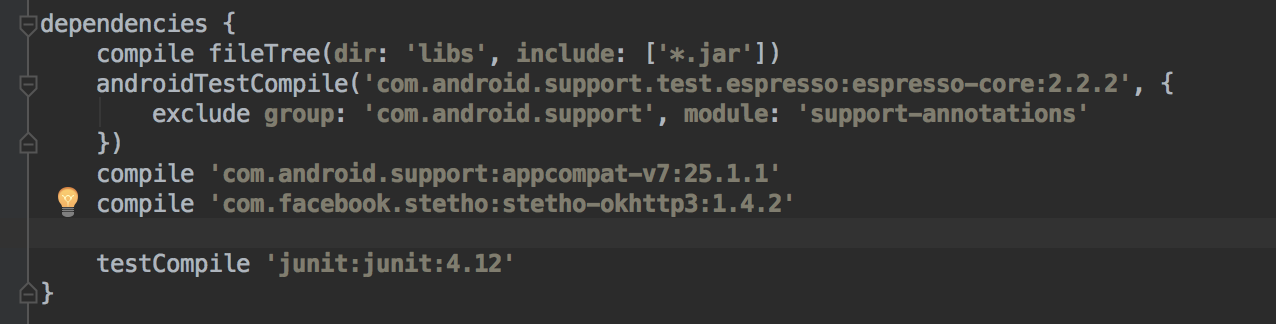 dependencies {
    compile fileTree(dir: 'libs', include: ['*.jar'])
    androidTestCompile('com.android.support.test.espresso:espresso-core:2.2.2', {
        exclude group: 'com.android.support', module: 'support-annotations'
    })
    compile 'com.android.support:appcompat-v7:25.1.1'
    compile 'com.facebook.stetho:stetho-okhttp3:1.4.2'

    testCompile 'junit:junit:4.12'
}